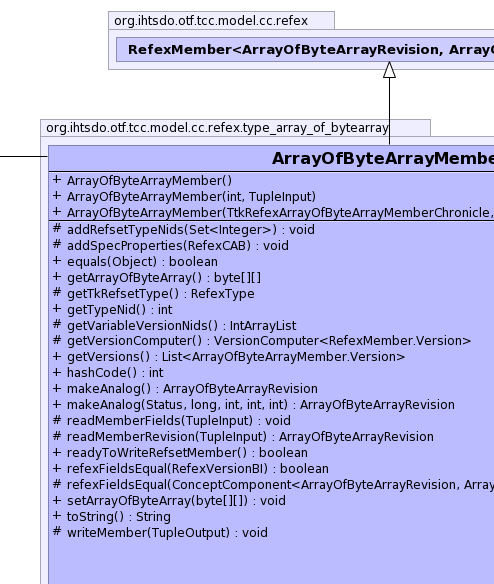 org.ihtsdo.otf.tcc.model.cc.refex
RefexMember<ArrayOfByteArrayRevision, ArrayO
org.ihtsdo.otf.tcc.model.cc.refex.type_array_of_bytearray
ArrayOfByteArrayMembe
+ ArrayOfByteArrayMember()
+ ArrayOfByteArrayMember(int, TupleInput)
+ ArrayOfByteArrayMember(TtkRefexArrayOfByteArrayMemberChronicle,
# addRefsetTypeNids(Set<Integer>) : void
# addSpecProperties(RefexCAB) : void
+ equals(Object) : boolean
+ getArrayOfByteArray() : byte[][]
# getTkRefsetType() : RefexType
+ getTypeNid() : int
# getVariableVersionNids() : IntArrayList
# getVersionComputer() : VersionComputer<RefexMember.Version>
+ getVersions() : List<ArrayOfByteArrayMember.Version>
+ hashCode() : int
+ makeAnalog() : ArrayOfByteArrayRevision
+ makeAnalog(Status, long, int, int, int) : ArrayOfByteArrayRevision
# readMemberFields(TupleInput) : void
# readMemberRevision(TupleInput) : ArrayOfByteArrayRevision
+ readyToWriteRefsetMember() : boolean
+ refexFieldsEqual(RefexVersionBI) : boolean
# refexFieldsEqual(ConceptComponent<ArrayOfByteArrayRevision, Array
+ setArrayOfByteArray(byte[][]) : void
+ toString() : String
# writeMember(TupleOutput) : void